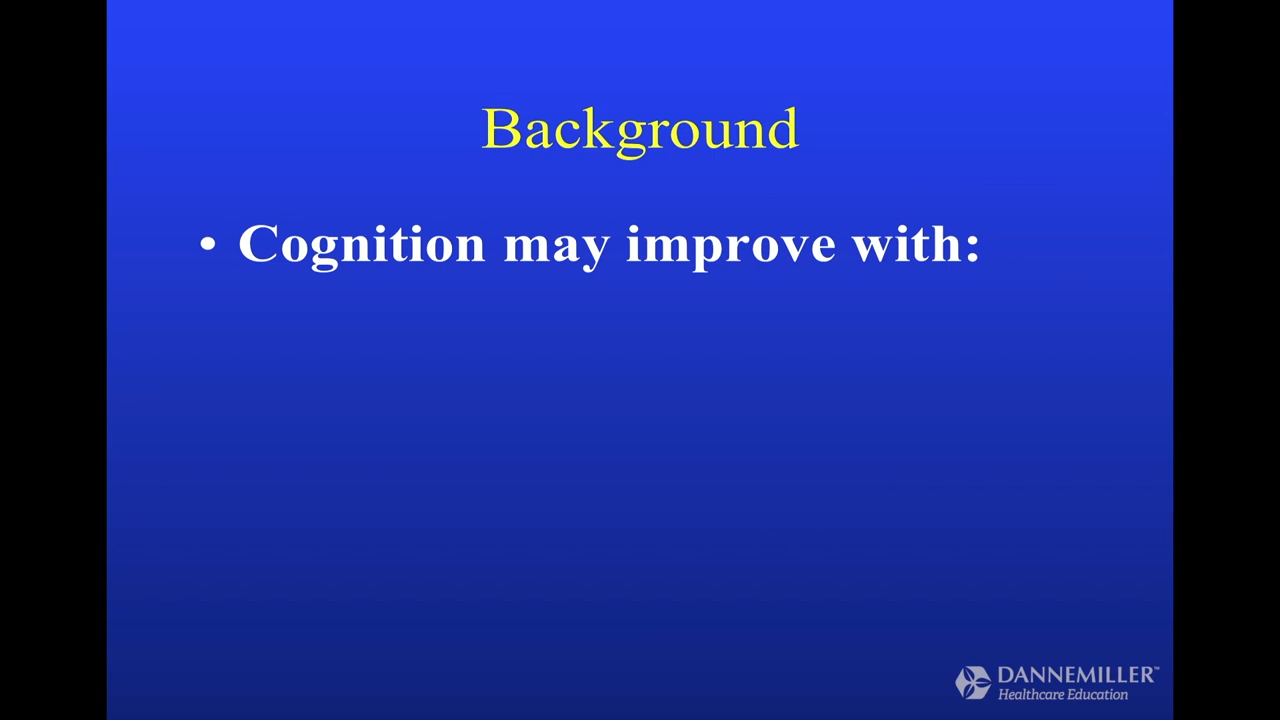 Background
• Cognition may improve with:
DANNEMILLER™
Healthcare Education